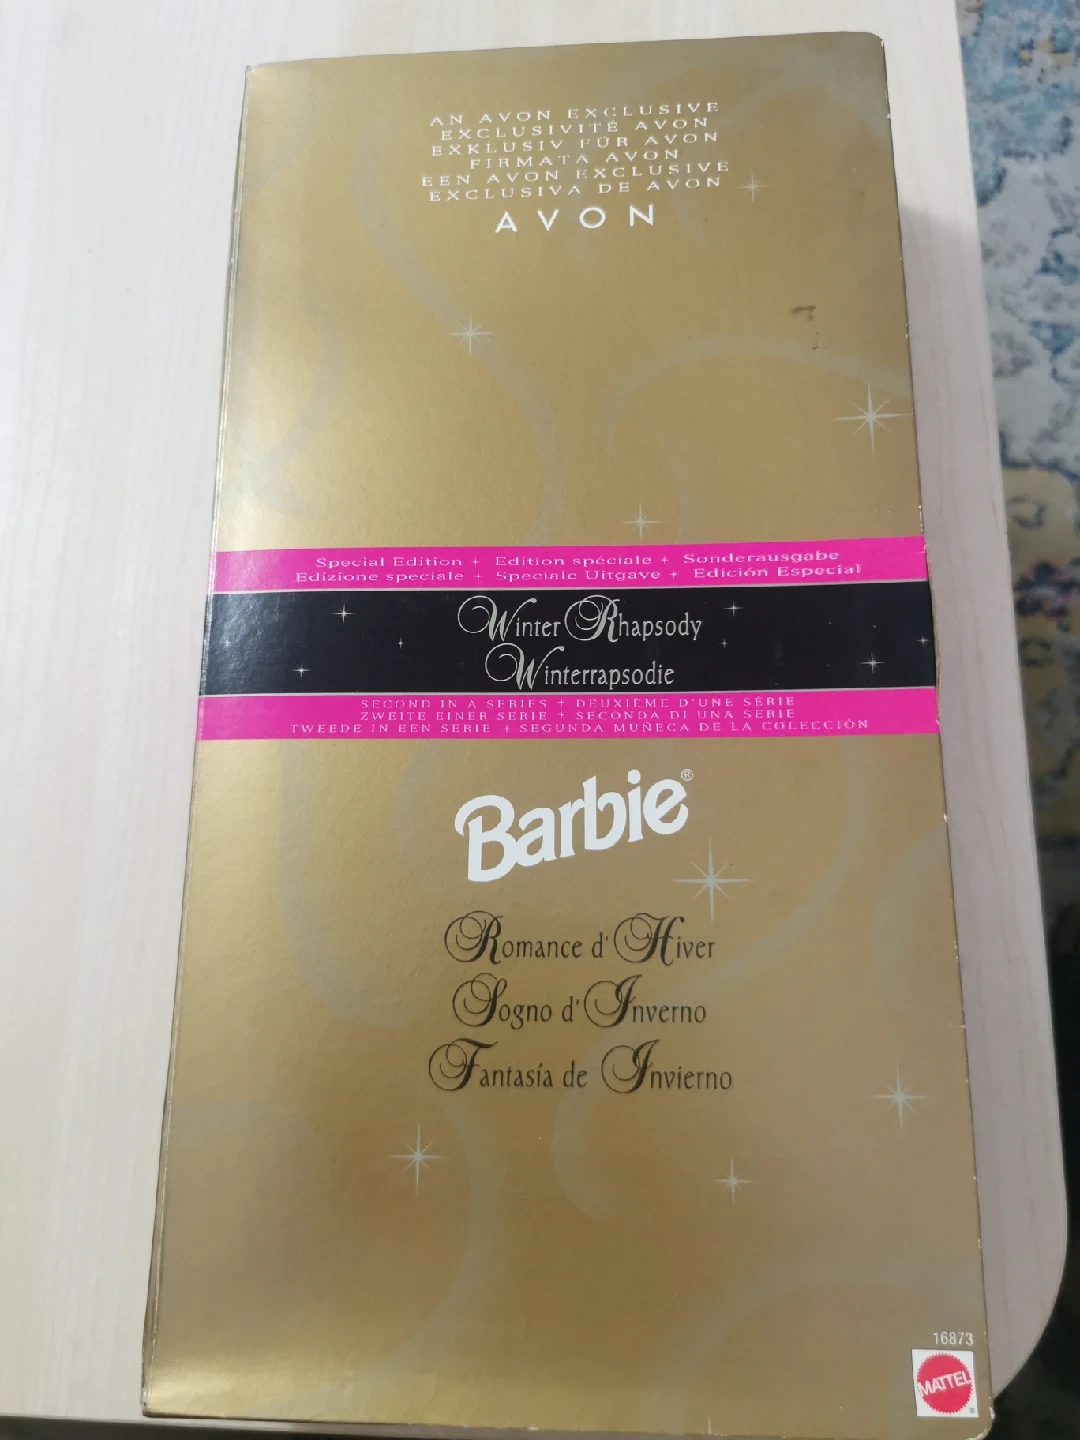 AN AVON EXCLUSIVE
EXCLUSIVITÉ AVON
EXKLUSIV FÜR AVON
FIRMATA AVON
EEN AVON EXCLUSIVE
EXCLUSIVA DE AVON
AVON
Special Edition + Edition spéciale + Sonderausgabe
Edizione speciale + Speciale Uitgave + Edición Especial
Winter Rhapsody
Winterrapsodie
SECOND IN A SERIES + DEUXIÈME D'UNE SÉRIE
ZWEITE EINER SERIE + SECONDA DI UNA SERIE
TWEEDE IN EEN SERIE + SEGUNDA MUÑECA DE LA COLECCIÓN
Barbie®
Romance d'Hiver
Sogno d'Inverno
Fantasía de Invierno
16873
MATTEL®